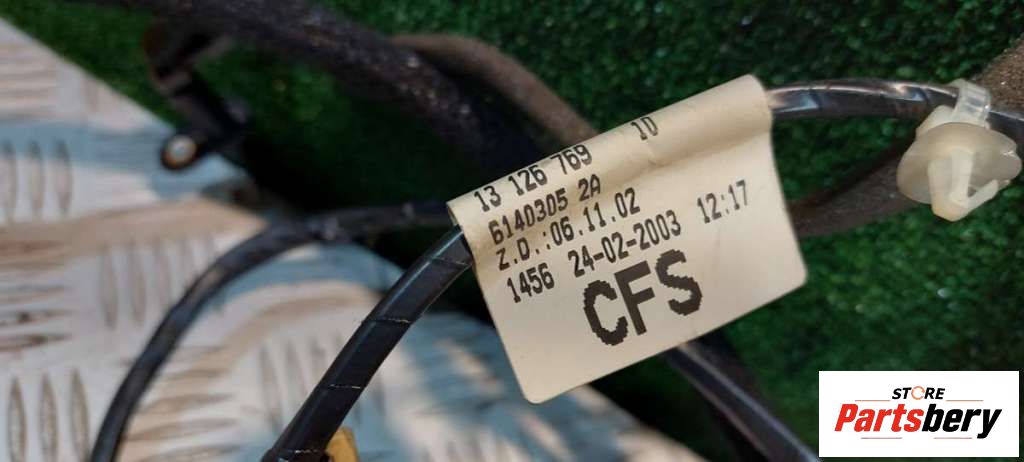 13 126 769 10
6140305 2A
Z.D.:06.11.02
1456 24-02-2003 12:17
CFS
STORE
Partsbery